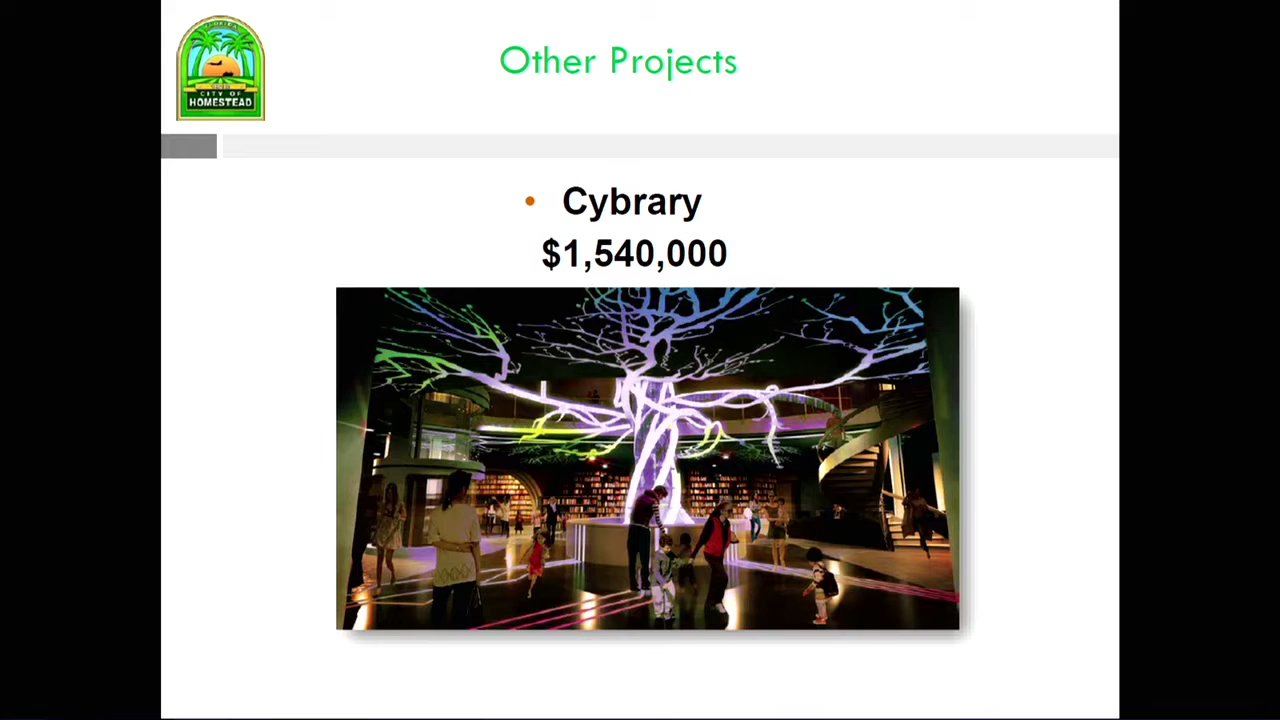 Other Projects
CITY OF
HOMESTEAD
• Cybrary
$1,540,000